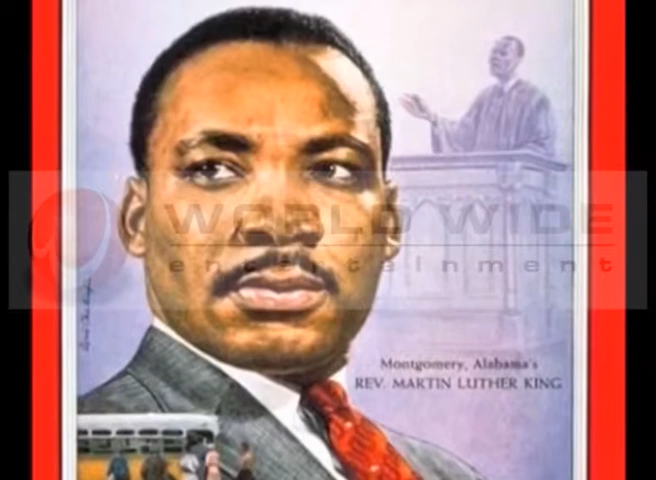 WORLD WIDE
entertainment
Montgomery, Alabama's
REV. MARTIN LUTHER KING